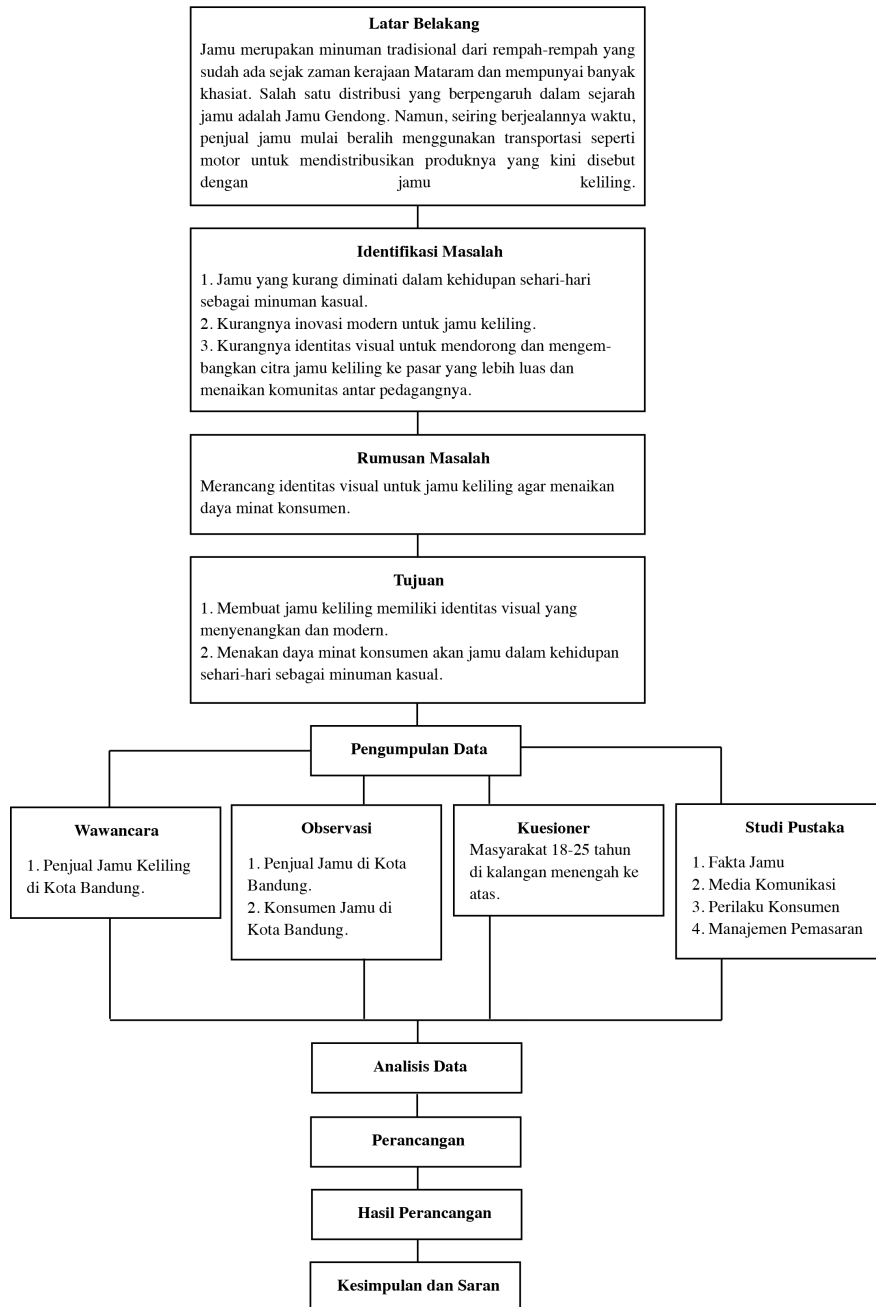 Latar Belakang
Jamu merupakan minuman tradisional dari rempah-rempah yang
sudah ada sejak zaman kerajaan Mataram dan mempunyai banyak
khasiat. Salah satu distribusi yang berpengaruh dalam sejarah
jamu adalah Jamu Gendong. Namun, seiring berjealannya waktu,
penjual jamu mulai beralih menggunakan transportasi seperti
motor untuk mendistribusikan produknya yang kini disebut
dengan jamu keliling.
Identifikasi Masalah
1. Jamu yang kurang diminati dalam kehidupan sehari-hari
sebagai minuman kasual.
2. Kurangnya inovasi modern untuk jamu keliling.
3. Kurangnya identitas visual untuk mendorong dan mengem-
bangkan citra jamu keliling ke pasar yang lebih luas dan
menaikan komunitas antar pedagangnya.
Rumusan Masalah
Merancang identitas visual untuk jamu keliling agar menaikan
daya minat konsumen.
Tujuan
1. Membuat jamu keliling memiliki identitas visual yang
menyenangkan dan modern.
2. Menakan daya minat konsumen akan jamu dalam kehidupan
sehari-hari sebagai minuman kasual.
Pengumpulan Data
Wawancara
1. Penjual Jamu Keliling
di Kota Bandung.
Observasi
1. Penjual Jamu di Kota
Bandung.
2. Konsumen Jamu di
Kota Bandung.
Kuesioner
Masyarakat 18-25 tahun
di kalangan menengah ke
atas.
Studi Pustaka
1. Fakta Jamu
2. Media Komunikasi
3. Perilaku Konsumen
4. Manajemen Pemasaran
Analisis Data
Perancangan
Hasil Perancangan
Kesimpulan dan Saran